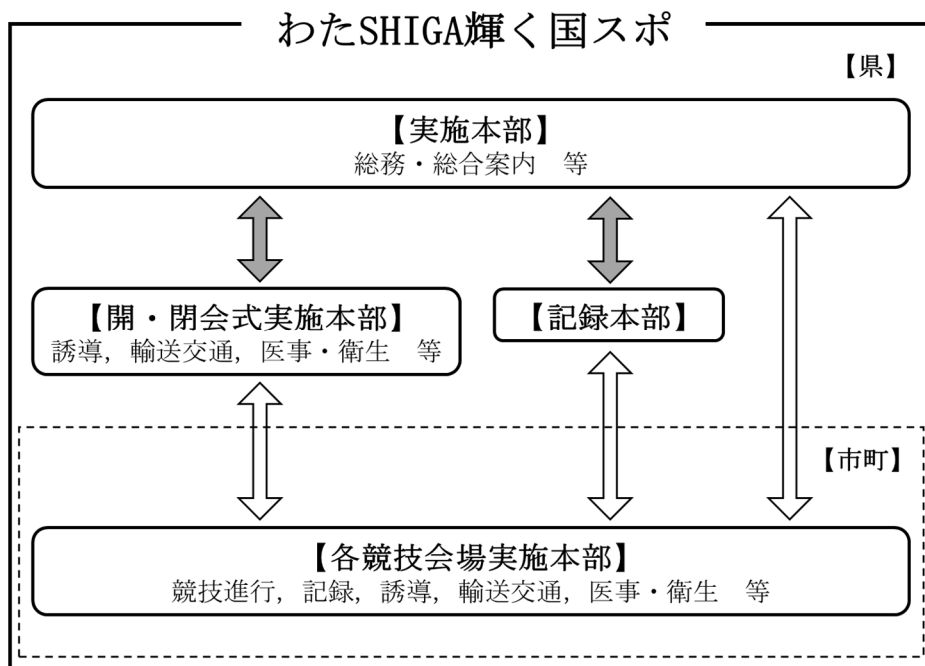 わたSHIGA輝く国スポ
【県】
【実施本部】
総務・総合案内　等
【開・閉会式実施本部】
誘導，輸送交通，医事・衛生　等
【記録本部】
【市町】
【各競技会場実施本部】
競技進行，記録，誘導，輸送交通，医事・衛生　等